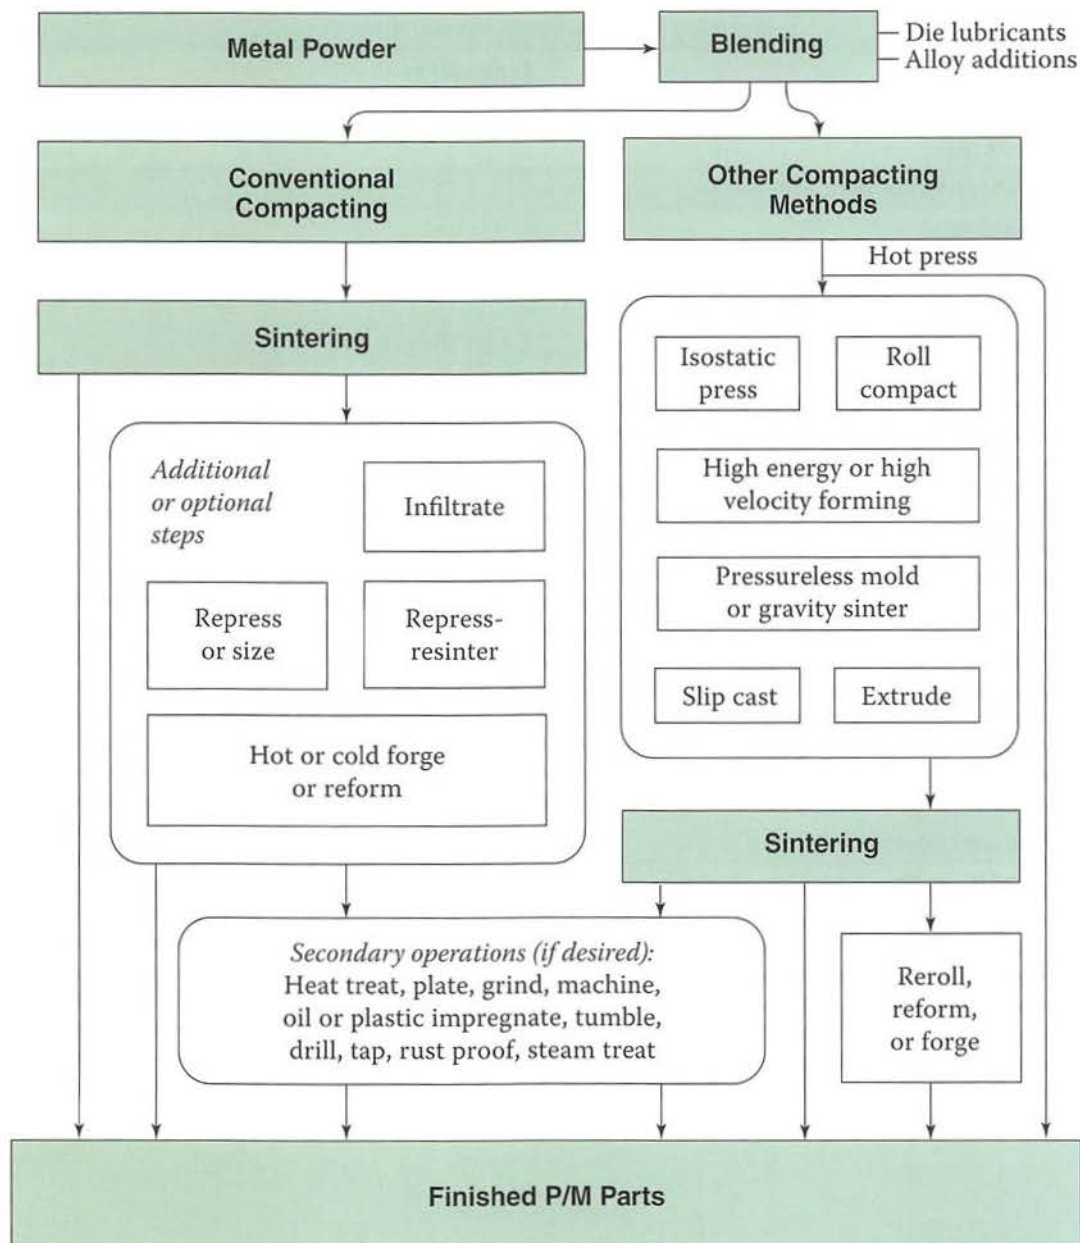 Metal Powder
Blending
Die lubricants
Alloy additions
Conventional
Compacting
Other Compacting
Methods
Hot press
Sintering
Isostatic
press
Roll
compact
Additional
or optional
steps
Infiltrate
High energy or high
velocity forming
Pressureless mold
or gravity sinter
Repress
or size
Repress-
resinter
Slip cast
Extrude
Hot or cold forge
or reform
Sintering
Secondary operations (if desired):
Heat treat, plate, grind, machine,
oil or plastic impregnate, tumble,
drill, tap, rust proof, steam treat
Reroll,
reform,
or forge
Finished P/M Parts